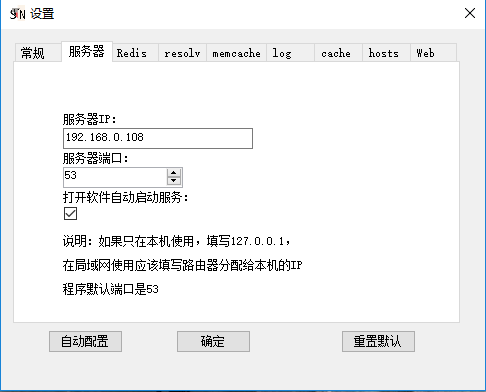 SN 设置
常规 服务器 Redis resolv memcache log cache hosts Web
服务器IP:
192.168.0.108
服务器端口:
53
打开软件自动启动服务:
说明: 如果只在本机使用，填写127.0.0.1，
在局域网使用应该填写路由器分配给本机的IP
程序默认端口是53
自动配置 确定 重置默认